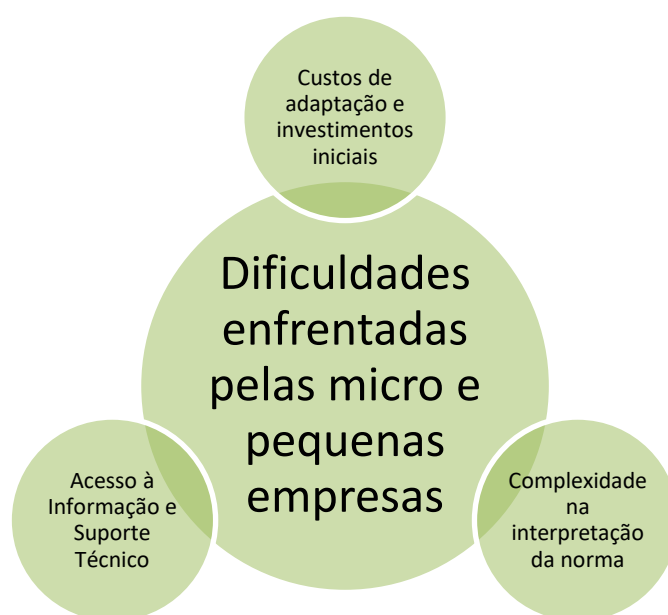 Custos de
adaptação e
investimentos
iniciais
Dificuldades
enfrentadas
pelas micro e
pequenas
empresas
Acesso à
Informação e
Suporte
Técnico
Complexidade
na
interpretação
da norma